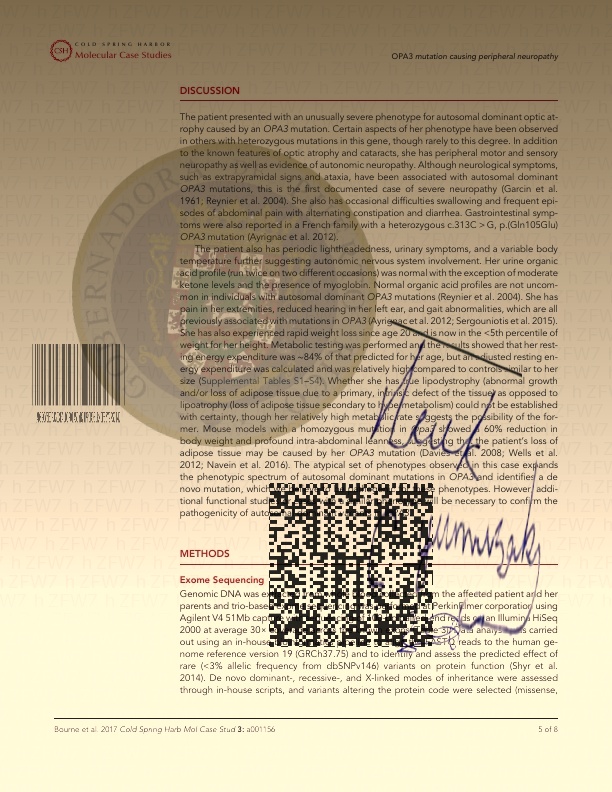 CSH
COLD SPRING HARBOR
Molecular Case Studies
OPA3 mutation causing peripheral neuropathy
DISCUSSION
The patient presented with an unusually severe phenotype for autosomal dominant optic at-
rophy caused by an OPA3 mutation. Certain aspects of her phenotype have been observed
in others with heterozygous mutations in this gene, though rarely to this degree. In addition
to the known features of optic atrophy and cataracts, she has peripheral motor and sensory
neuropathy as well as evidence of autonomic neuropathy. Although neurological symptoms,
such as extrapyramidal signs and ataxia, have been associated with autosomal dominant
OPA3 mutations, this is the first documented case of severe neuropathy (Garcin et al.
1961; Reynier et al. 2004). She also has occasional difficulties swallowing and frequent epi-
sodes of abdominal pain with alternating constipation and diarrhea. Gastrointestinal symp-
toms were also reported in a French family with a heterozygous c.313C > G, p.(Gln105Glu)
OPA3 mutation (Ayrignac et al. 2012).
The patient also has periodic lightheadedness, urinary symptoms, and a variable body
temperature further suggesting autonomic nervous system involvement. Her urine organic
acid profile (run twice on two different occasions) was normal with the exception of moderate
ketone levels and the presence of myoglobin. Normal organic acid profiles are not uncom-
mon in individuals with autosomal dominant OPA3 mutations (Reynier et al. 2004). She has
pain in her extremities, reduced hearing in her left ear, and gait abnormalities, which are all
previously associated with mutations in OPA3 (Ayrignac et al. 2012; Sergouniotis et al. 2015).
She has also experienced rapid weight loss since age 20 and is now in the <5th percentile of
weight for her height. Metabolic testing was performed and the results showed that her rest-
ing energy expenditure was ~84% of that predicted for her age, but an adjusted resting en-
ergy expenditure was calculated and was relatively high compared to controls similar to her
size (Supplemental Tables S1–S4). Whether she has true lipodystrophy (abnormal growth
and/or loss of adipose tissue due to a primary, intrinsic defect of the tissue as opposed to
lipoatrophy (loss of adipose tissue secondary to hypermetabolism) could not be established
with certainty, though her relatively high metabolic rate suggests the possibility of the for-
mer. Mouse models with a homozygous mutation in Opa3 showed a 60% reduction in
body weight and profound intra-abdominal leanness, suggesting that the patient's loss of
adipose tissue may be caused by her OPA3 mutation (Davies et al. 2008; Wells et al.
2012; Navein et al. 2016). The atypical set of phenotypes observed in this case expands
the phenotypic spectrum of autosomal dominant mutations in OPA3 and identifies a de
novo mutation, which phenotypes. However, addi-
tional functional will be necessary to confirm the
pathogenicity of
METHODS
Exome Sequencing
Genomic DNA was from the affected patient and her
parents and trio-based at PerkinElmer corporation using
Agilent V4 51Mb reads on an Illumina HiSeq
2000 at average 30× data analysis was carried
out using an in-house reads to the human ge-
nome reference version 19 (GRCh37.75) and to identify and assess the predicted effect of
rare (<3% allelic frequency from dbSNPv146) variants on protein function (Shyr et al.
2014). De novo dominant-, recessive-, and X-linked modes of inheritance were assessed
through in-house scripts, and variants altering the protein code were selected (missense,
Bourne et al. 2017 Cold Spring Harb Mol Case Stud 3: a001156
5 of 8